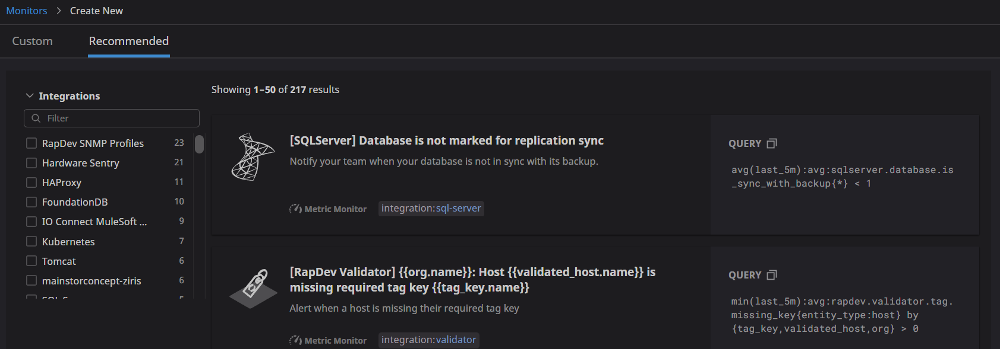 Monitors > Create New
Custom Recommended
Integrations
Filter
RapDev SNMP Profiles 23
Hardware Sentry 21
HAProxy 11
FoundationDB 10
IO Connect MuleSoft ... 9
Kubernetes 7
Tomcat 6
mainstorconcept-ziris 6
Showing 1–50 of 217 results
[SQLServer] Database is not marked for replication sync
Notify your team when your database is not in sync with its backup.
Metric Monitor integration:sql-server
QUERY
avg(last_5m):avg:sqlserver.database.is
_sync_with_backup{*} < 1
[RapDev Validator] {{org.name}}: Host {{validated_host.name}} is
missing required tag key {{tag_key.name}}
Alert when a host is missing their required tag key
Metric Monitor integration:validator
QUERY
min(last_5m):avg:rapdev.validator.tag.
missing_key{entity_type:host} by
{tag_key,validated_host,org} > 0